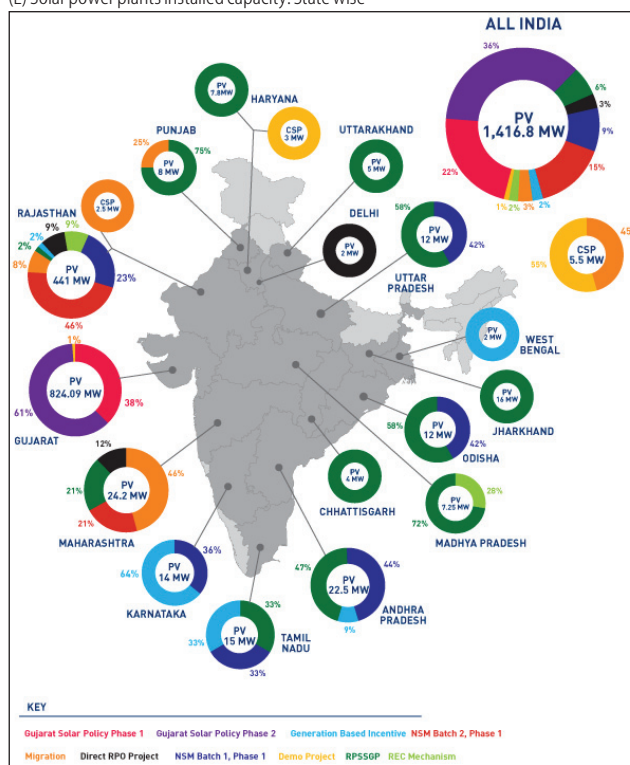 (E) Solar power plants installed capacity: State wise
ALL INDIA
36%
6%
3%
9%
15%
2%
3%
2%
1%
22%
PV
1,416.8 MW
PV
7.8MW
HARYANA
CSP
3 MW
PUNJAB
25%
75%
PV
8 MW
UTTARAKHAND
PV
5 MW
RAJASTHAN
CSP
2.5 MW
9%
9%
2%
2%
8%
23%
46%
PV
441 MW
DELHI
PV
2 MW
58%
42%
PV
12 MW
UTTAR
PRADESH
45%
55%
CSP
5.5 MW
PV
2 MW
WEST
BENGAL
1%
61%
38%
PV
824.09 MW
GUJARAT
PV
16 MW
JHARKHAND
58%
42%
PV
12 MW
ODISHA
12%
46%
21%
21%
PV
24.2 MW
MAHARASHTRA
PV
4 MW
CHHATTISGARH
28%
72%
PV
7.25 MW
MADHYA PRADESH
64%
36%
PV
14 MW
KARNATAKA
47%
44%
9%
PV
22.5 MW
ANDHRA
PRADESH
33%
33%
33%
PV
15 MW
TAMIL
NADU
KEY
Gujarat Solar Policy Phase 1 Gujarat Solar Policy Phase 2 Generation Based Incentive NSM Batch 2, Phase 1
Migration Direct RPO Project NSM Batch 1, Phase 1 Demo Project RPSSGP REC Mechanism